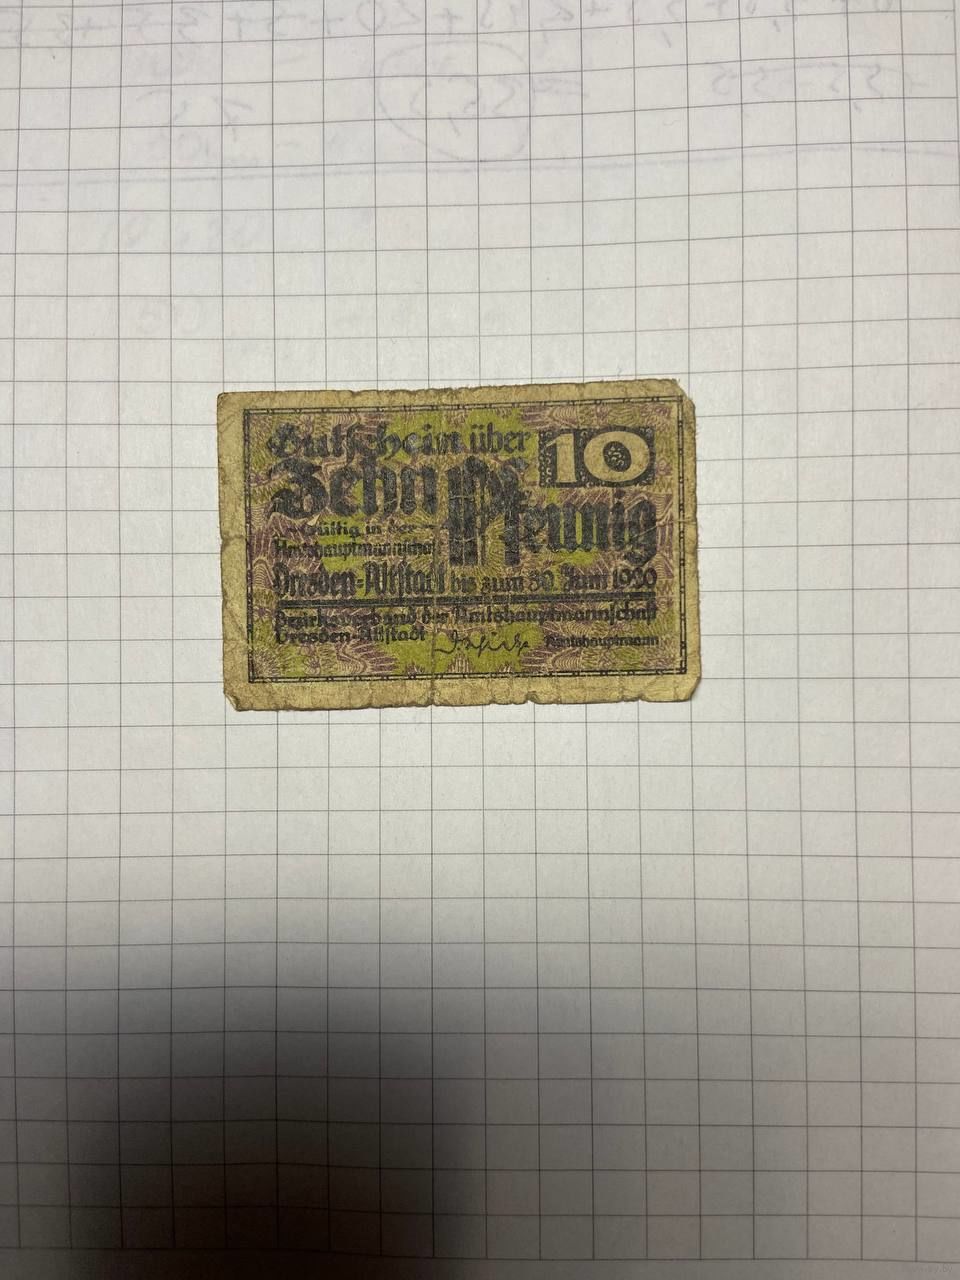 Gutschein über 10
Zehn Pfennig
Gültig in der
Amtshauptmannschaft
Dresden-Altstadt bis zum 30. Juni 1920
Bezirksverband der Amtshauptmannschaft
Dresden-Altstadt
Amtshauptmann